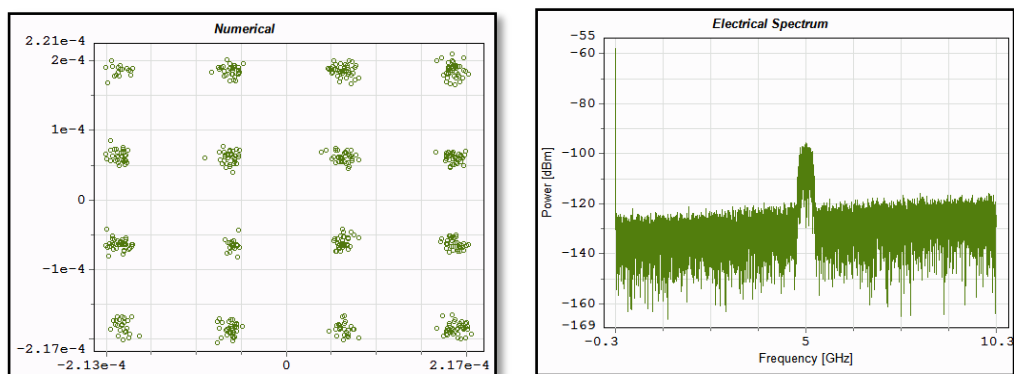 Numerical
2.21e-4
2e-4
1e-4
0
-1e-4
-2.17e-4
-2.13e-4
0
2.17e-4
Electrical Spectrum
-55
-60
-80
-100
-120
-140
-160
-169
Power [dBm]
-0.3
5
10.3
Frequency [GHz]